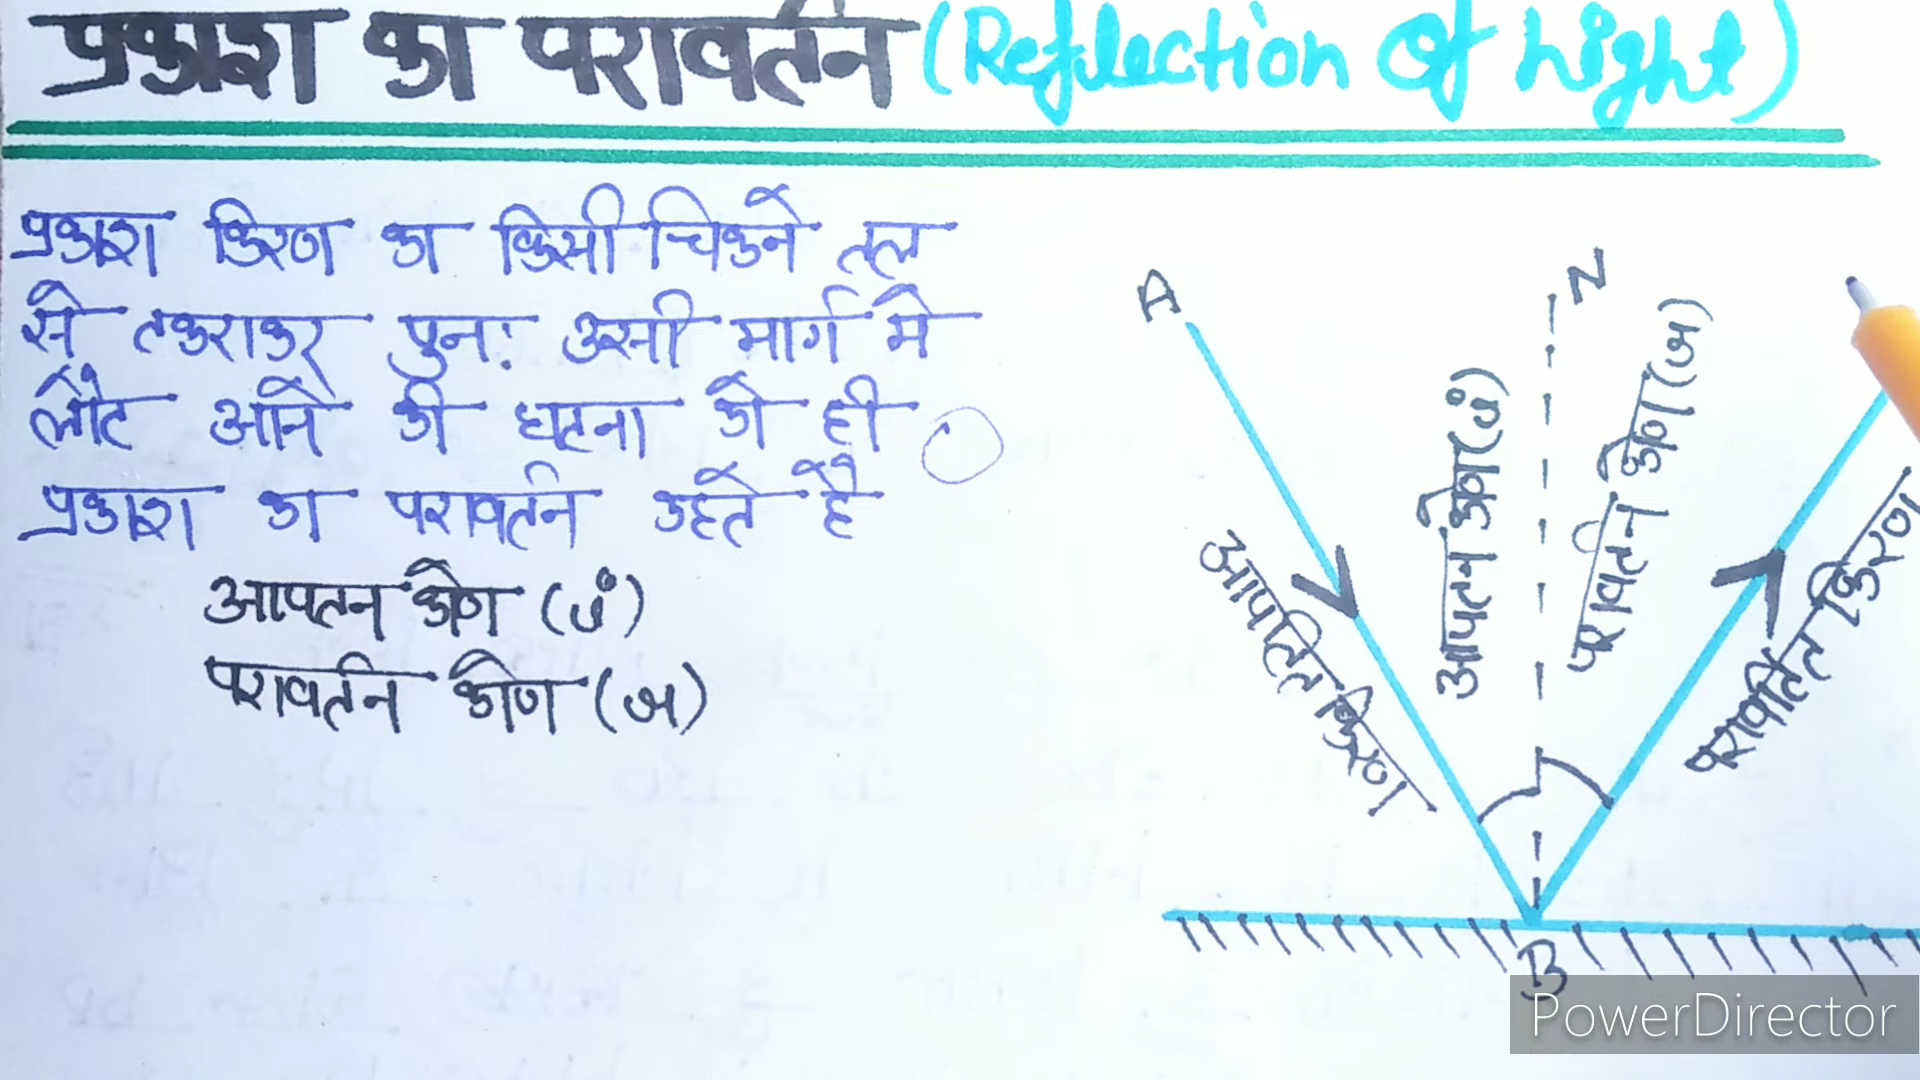 प्रकाश का परावर्तन (Reflection Of Light)
प्रकाश किरण का किसी चिकने तल
से तकराकर पुनः उसी मार्ग मे
लौट आने की घटना को ही
प्रकाश का परावर्तन कहते है
आपतन कोण (i)
परावर्तन कोण (r)
A
N
आपतित किरण
आपतन कोण (i)
परावर्तन कोण (r)
परावर्तित किरण
B
PowerDirector